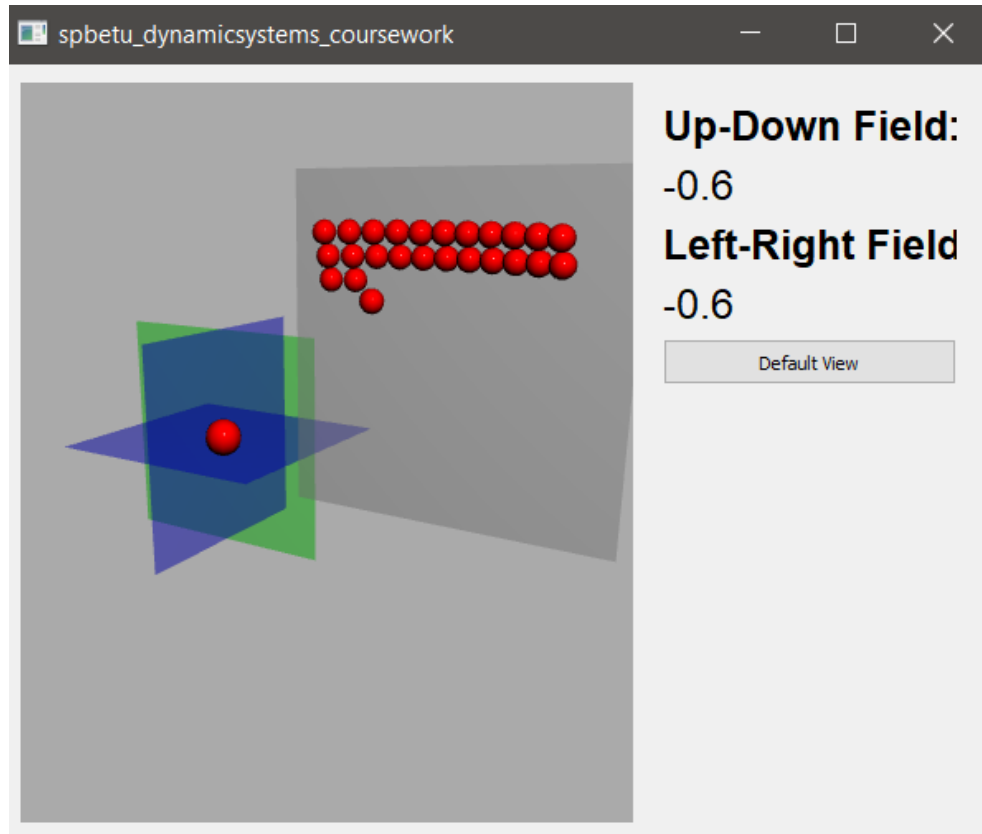 spbetu_dynamicsystems_coursework
Up-Down Field:
-0.6
Left-Right Field
-0.6
Default View